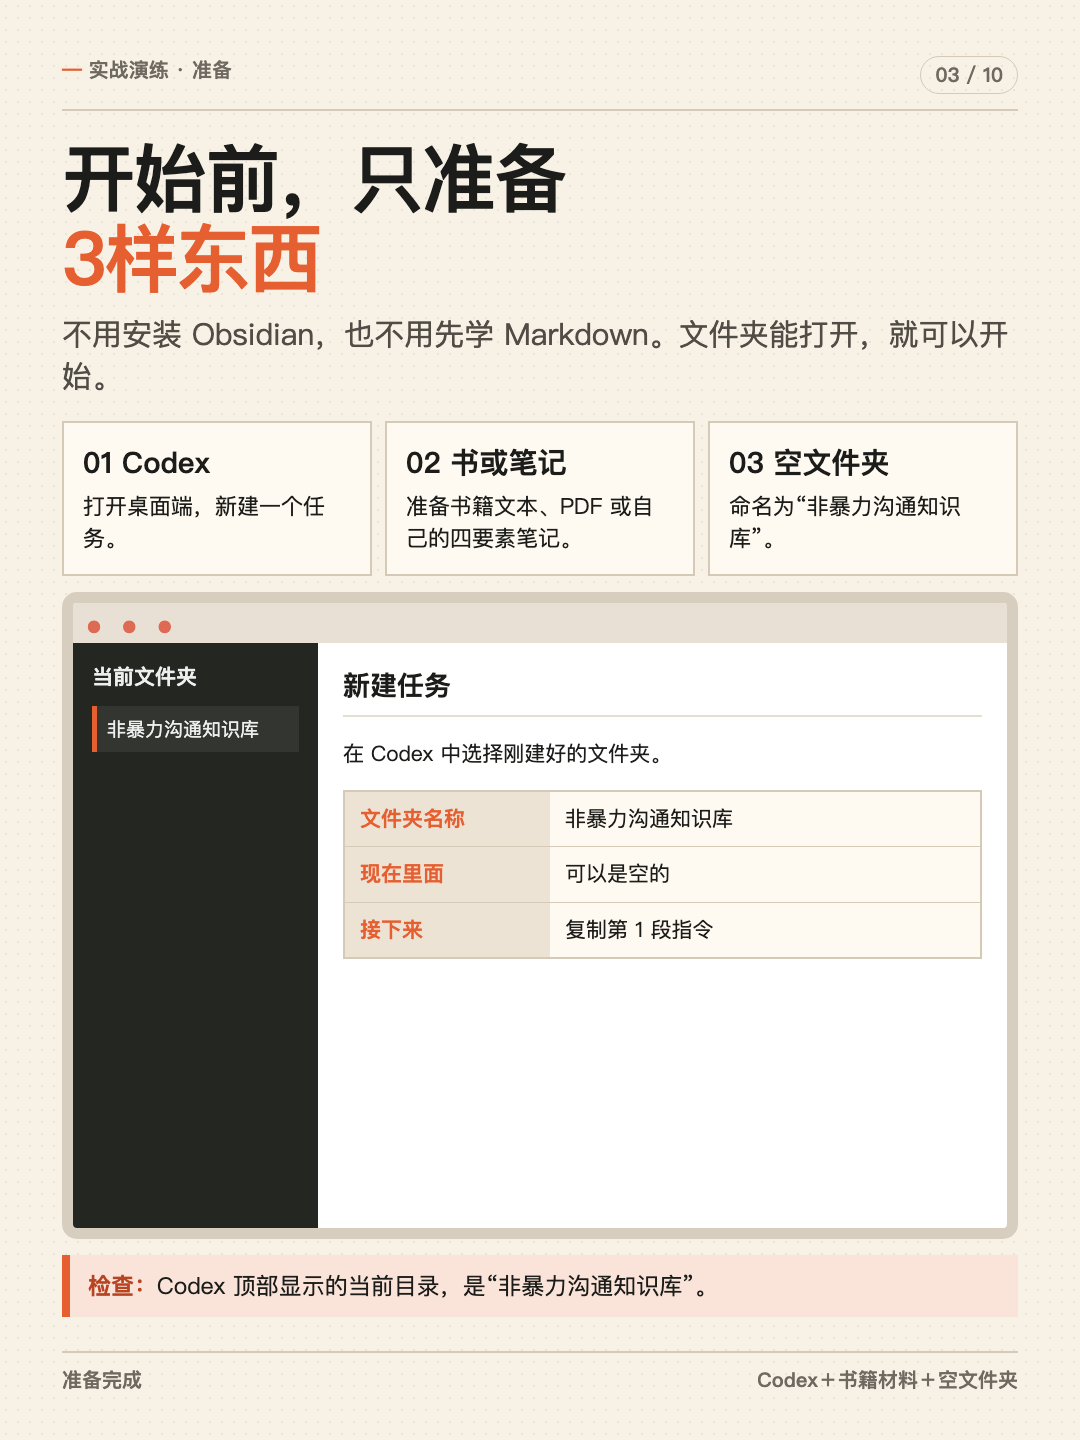 — 实战演练 · 准备
03 / 10
开始前，只准备
3样东西
不用安装 Obsidian，也不用先学 Markdown。文件夹能打开，就可以开
始。
01 Codex
打开桌面端，新建一个任
务。
02 书或笔记
准备书籍文本、PDF 或自
己的四要素笔记。
03 空文件夹
命名为“非暴力沟通知识
库”。
当前文件夹
非暴力沟通知识库
新建任务
在 Codex 中选择刚建好的文件夹。
文件夹名称 非暴力沟通知识库
现在里面 可以是空的
接下来 复制第 1 段指令
检查：Codex 顶部显示的当前目录，是“非暴力沟通知识库”。
准备完成
Codex＋书籍材料＋空文件夹